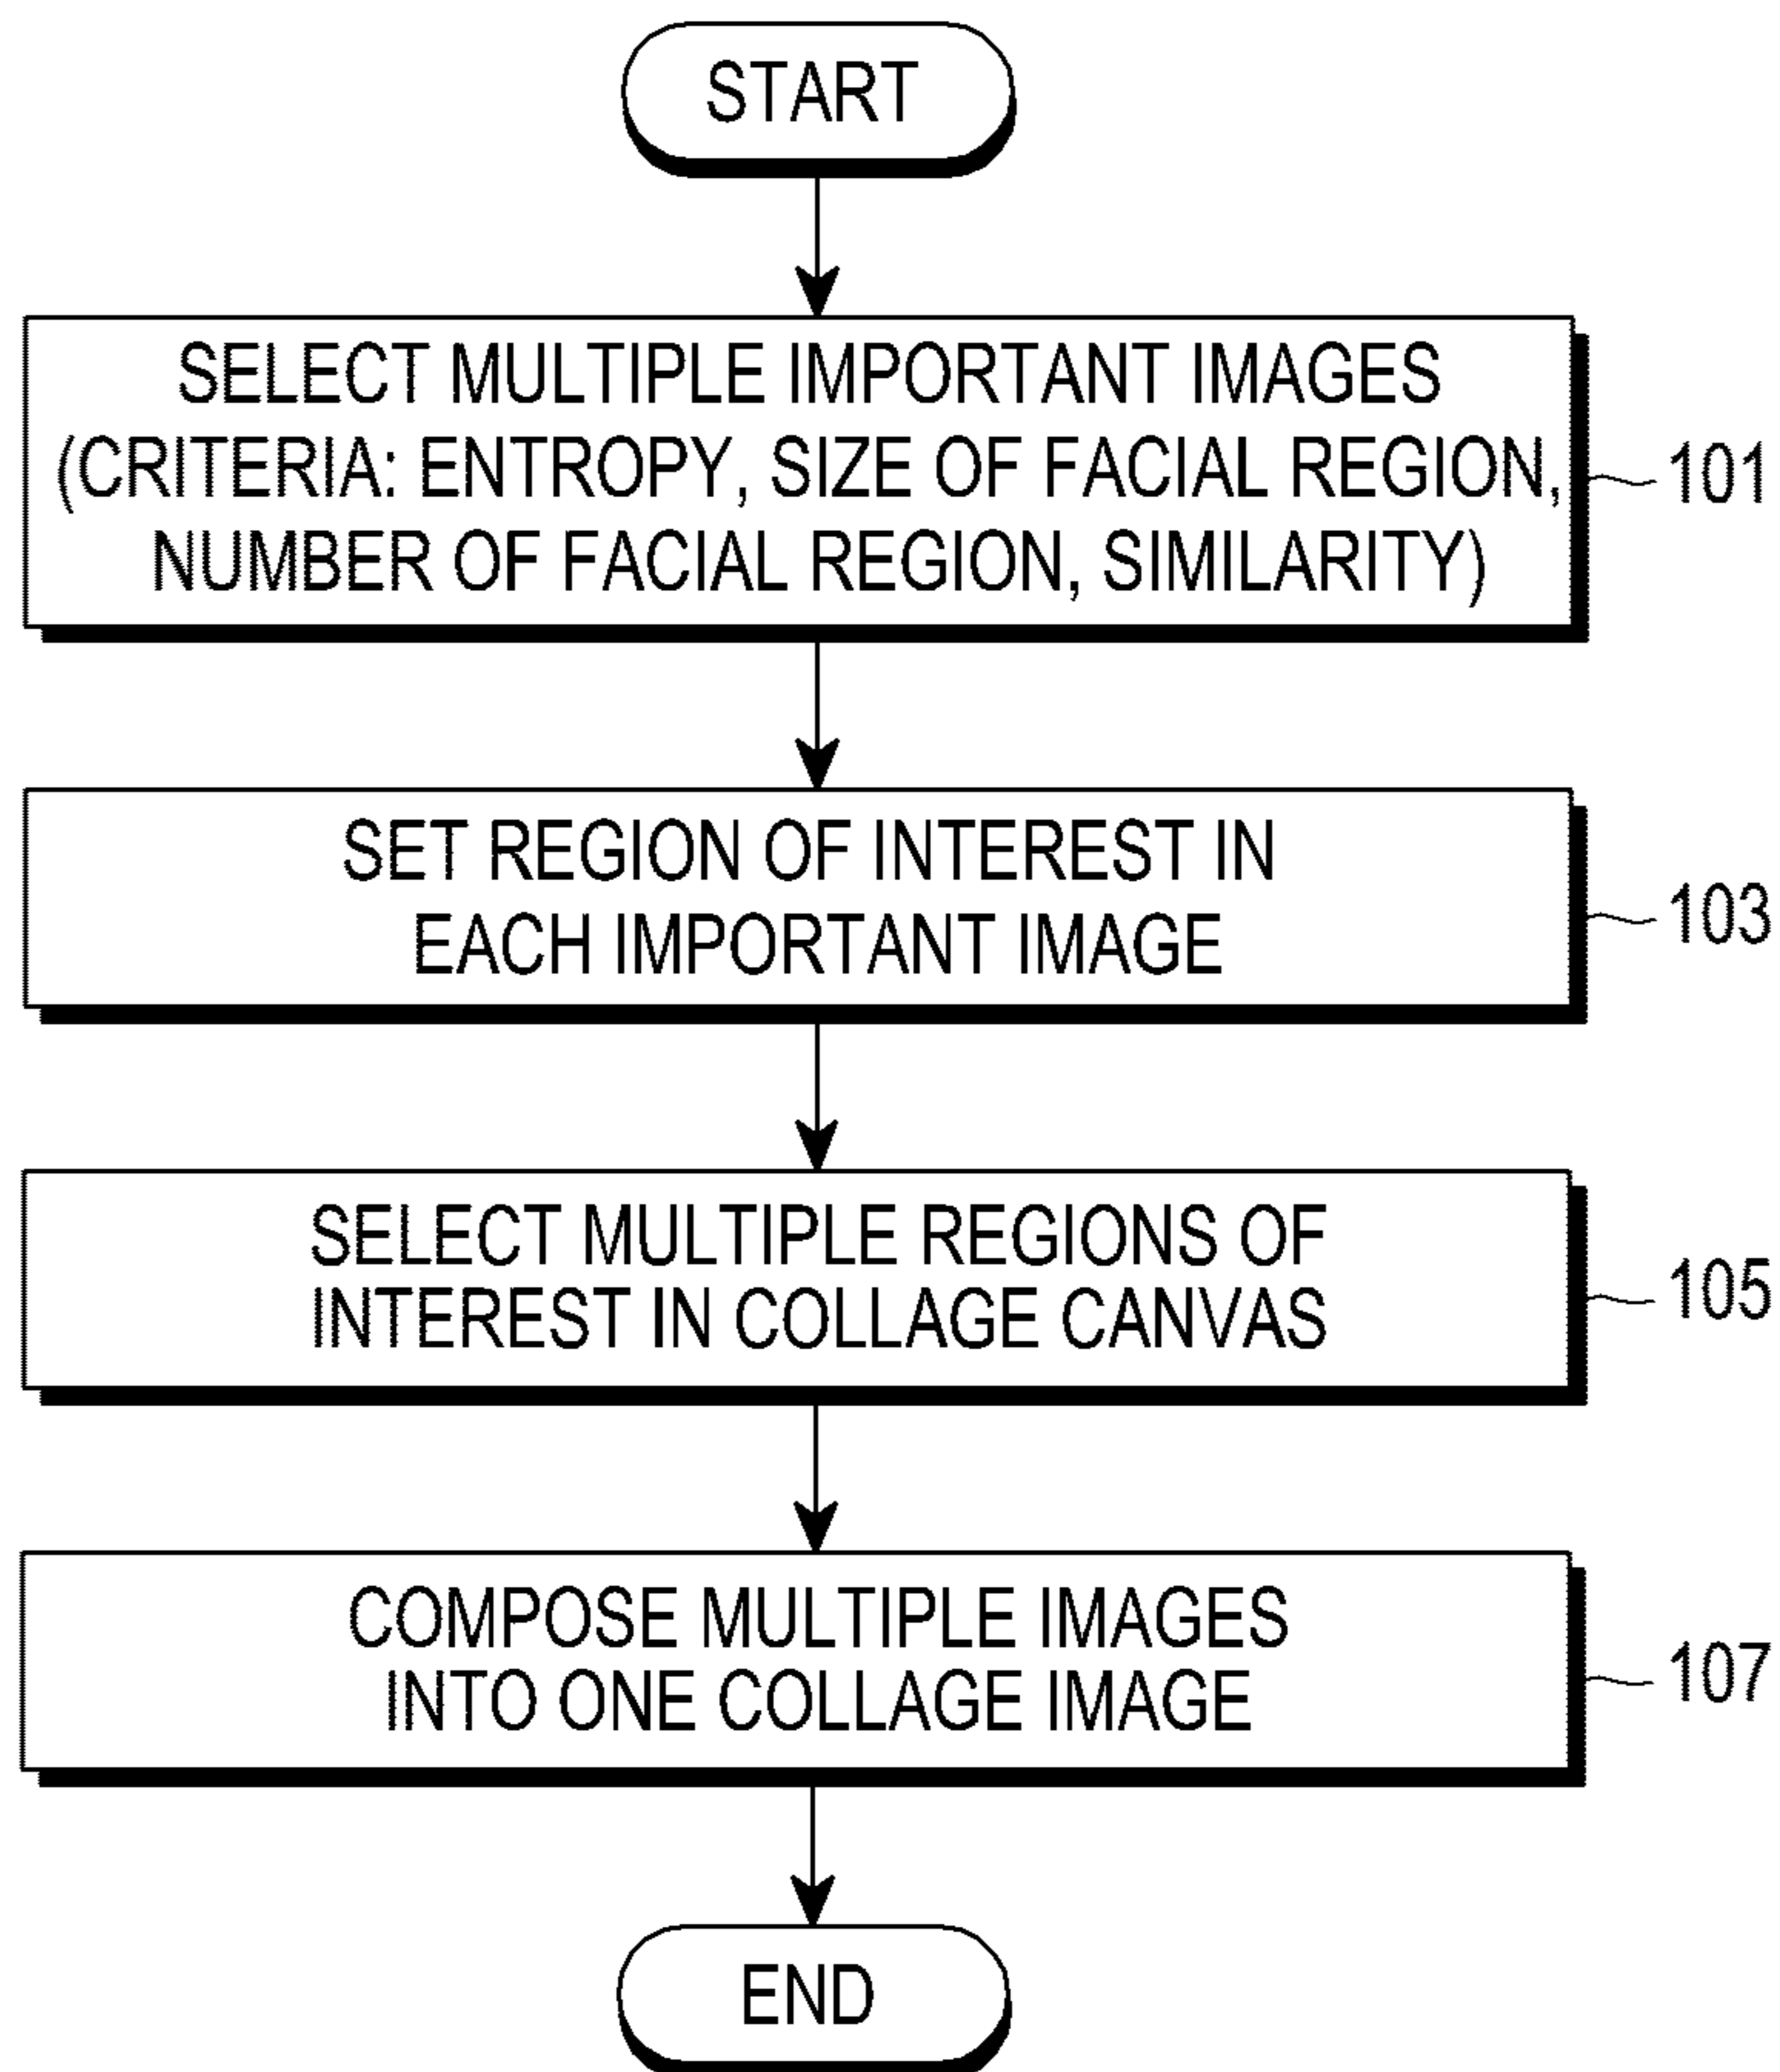 START
SELECT MULTIPLE IMPORTANT IMAGES
(CRITERIA: ENTROPY, SIZE OF FACIAL REGION,
NUMBER OF FACIAL REGION, SIMILARITY)
101
SET REGION OF INTEREST IN
EACH IMPORTANT IMAGE
103
SELECT MULTIPLE REGIONS OF
INTEREST IN COLLAGE CANVAS
105
COMPOSE MULTIPLE IMAGES
INTO ONE COLLAGE IMAGE
107
END